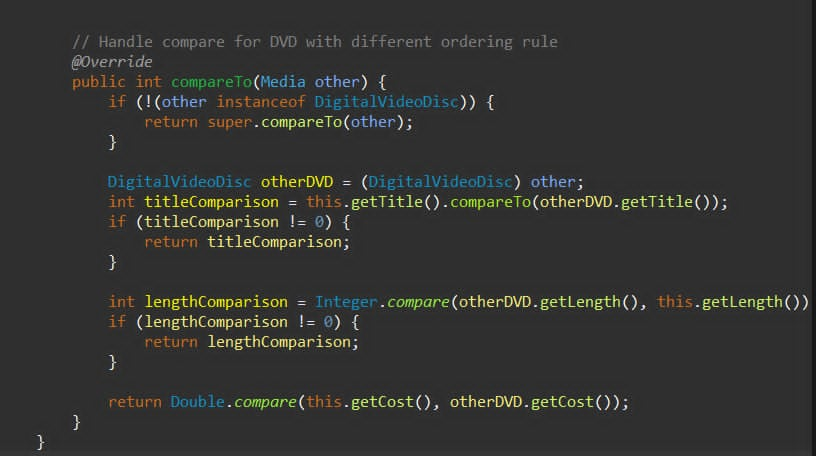 // Handle compare for DVD with different ordering rule
@Override
public int compareTo(Media other) {
if (!(other instanceof DigitalVideoDisc)) {
return super.compareTo(other);
}
DigitalVideoDisc otherDVD = (DigitalVideoDisc) other;
int titleComparison = this.getTitle().compareTo(otherDVD.getTitle());
if (titleComparison != 0) {
return titleComparison;
}
int lengthComparison = Integer.compare(otherDVD.getLength(), this.getLength())
if (lengthComparison != 0) {
return lengthComparison;
}
return Double.compare(this.getCost(), otherDVD.getCost());
}
}